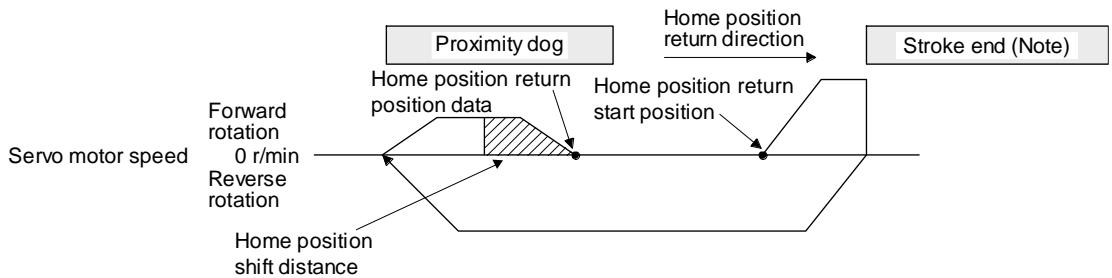 Proximity dog
Home position
return direction
Stroke end (Note)
Home position return
position data
Home position return
start position
Forward
rotation
Servo motor speed 0 r/min
Reverse
rotation
Home position
shift distance